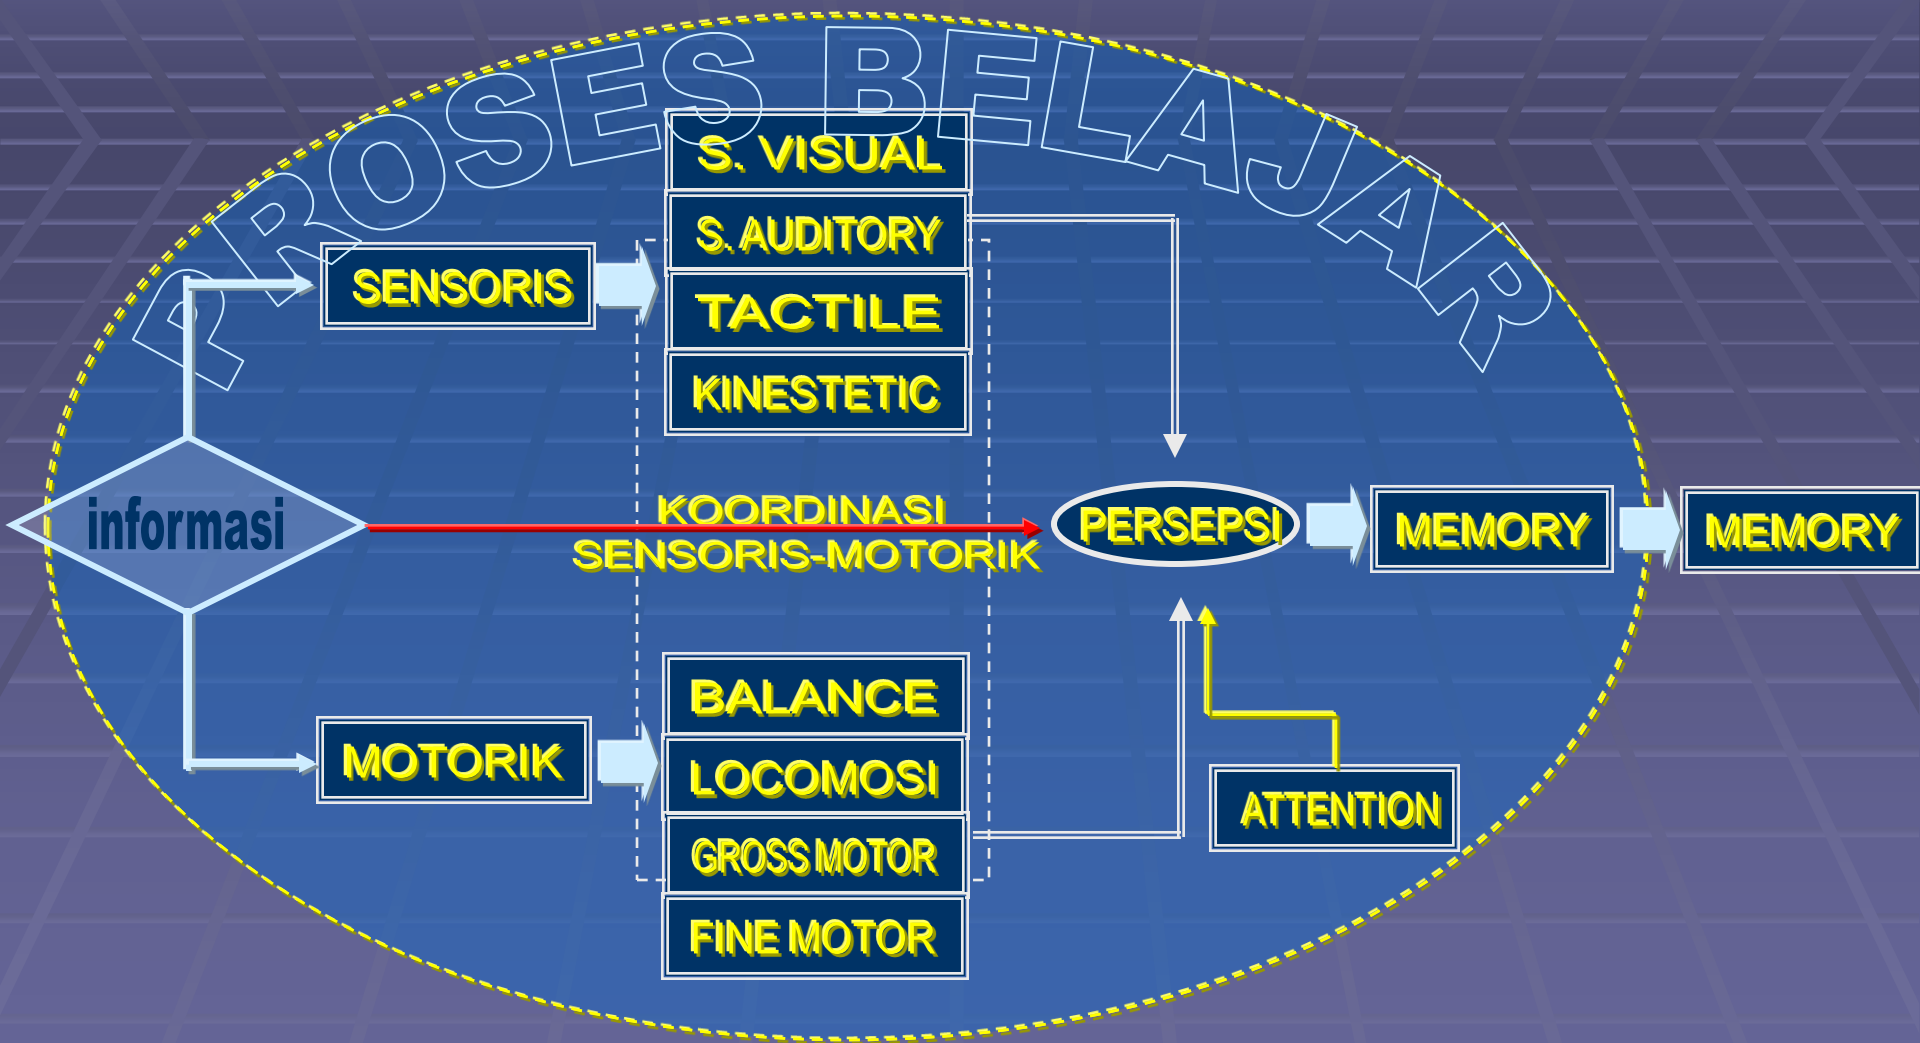 PROSES BELAJAR
S. VISUAL
S. AUDITORY
SENSORIS
TACTILE
KINESTETIC
informasi
KOORDINASI
SENSORIS-MOTORIK
PERSEPSI
MEMORY
MEMORY
BALANCE
MOTORIK
LOCOMOSI
GROSS MOTOR
FINE MOTOR
ATTENTION